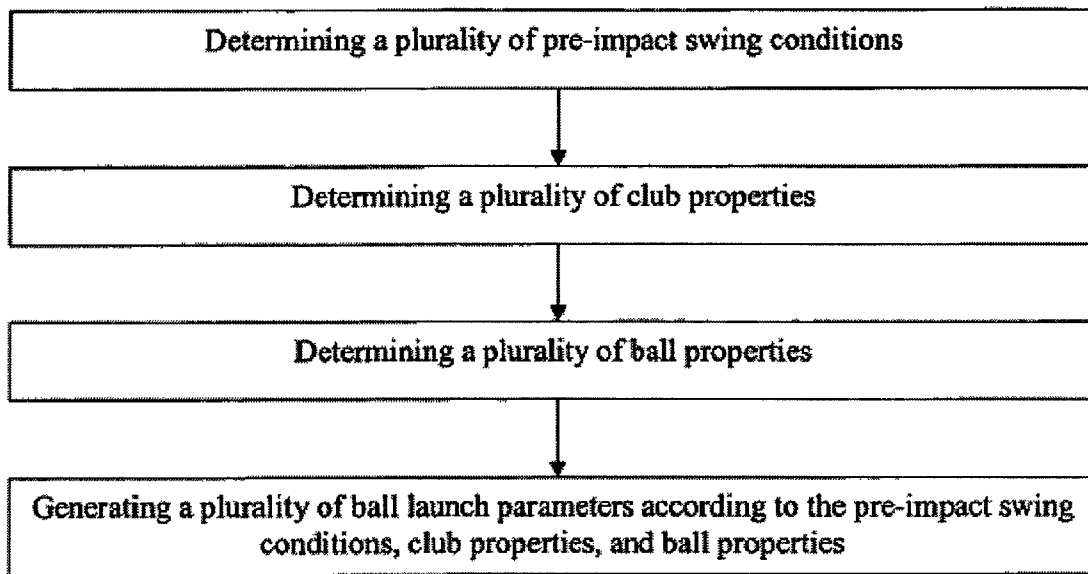 Determining a plurality of pre-impact swing conditions
Determining a plurality of club properties
Determining a plurality of ball properties
Generating a plurality of ball launch parameters according to the pre-impact swing
conditions, club properties, and ball properties